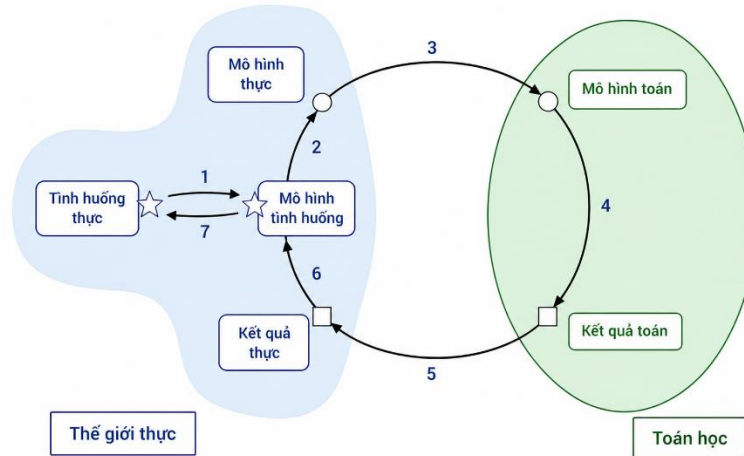 3
Mô hình
thực
Mô hình toán
2
1
Tình huống
thực
Mô hình
tình huống
7
4
6
Kết quả
thực
Kết quả toán
5
Thế giới thực
Toán học